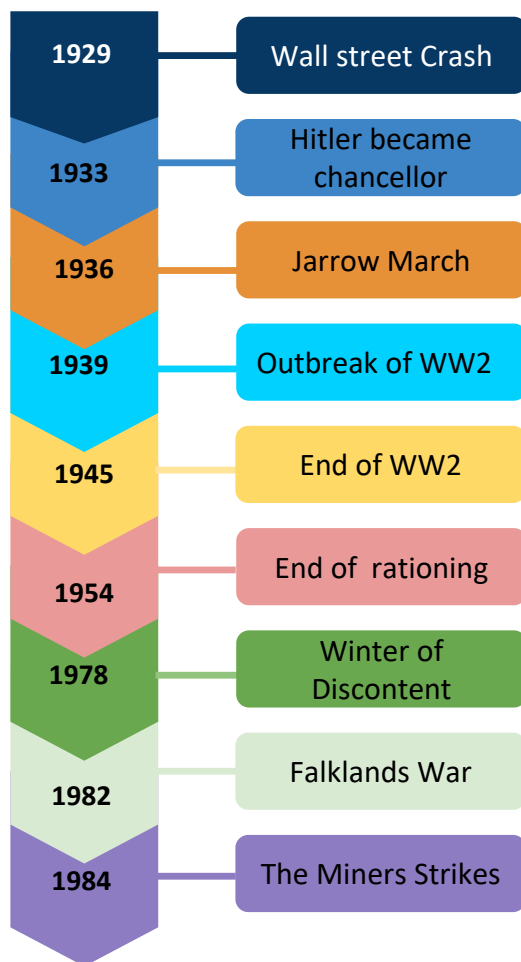 1929
Wall street Crash
Hitler became
chancellor
1933
1936
Jarrow March
1939
Outbreak of WW2
1945
End of WW2
1954
End of  rationing
1978
Winter of
Discontent
1982
Falklands War
1984
The Miners Strikes